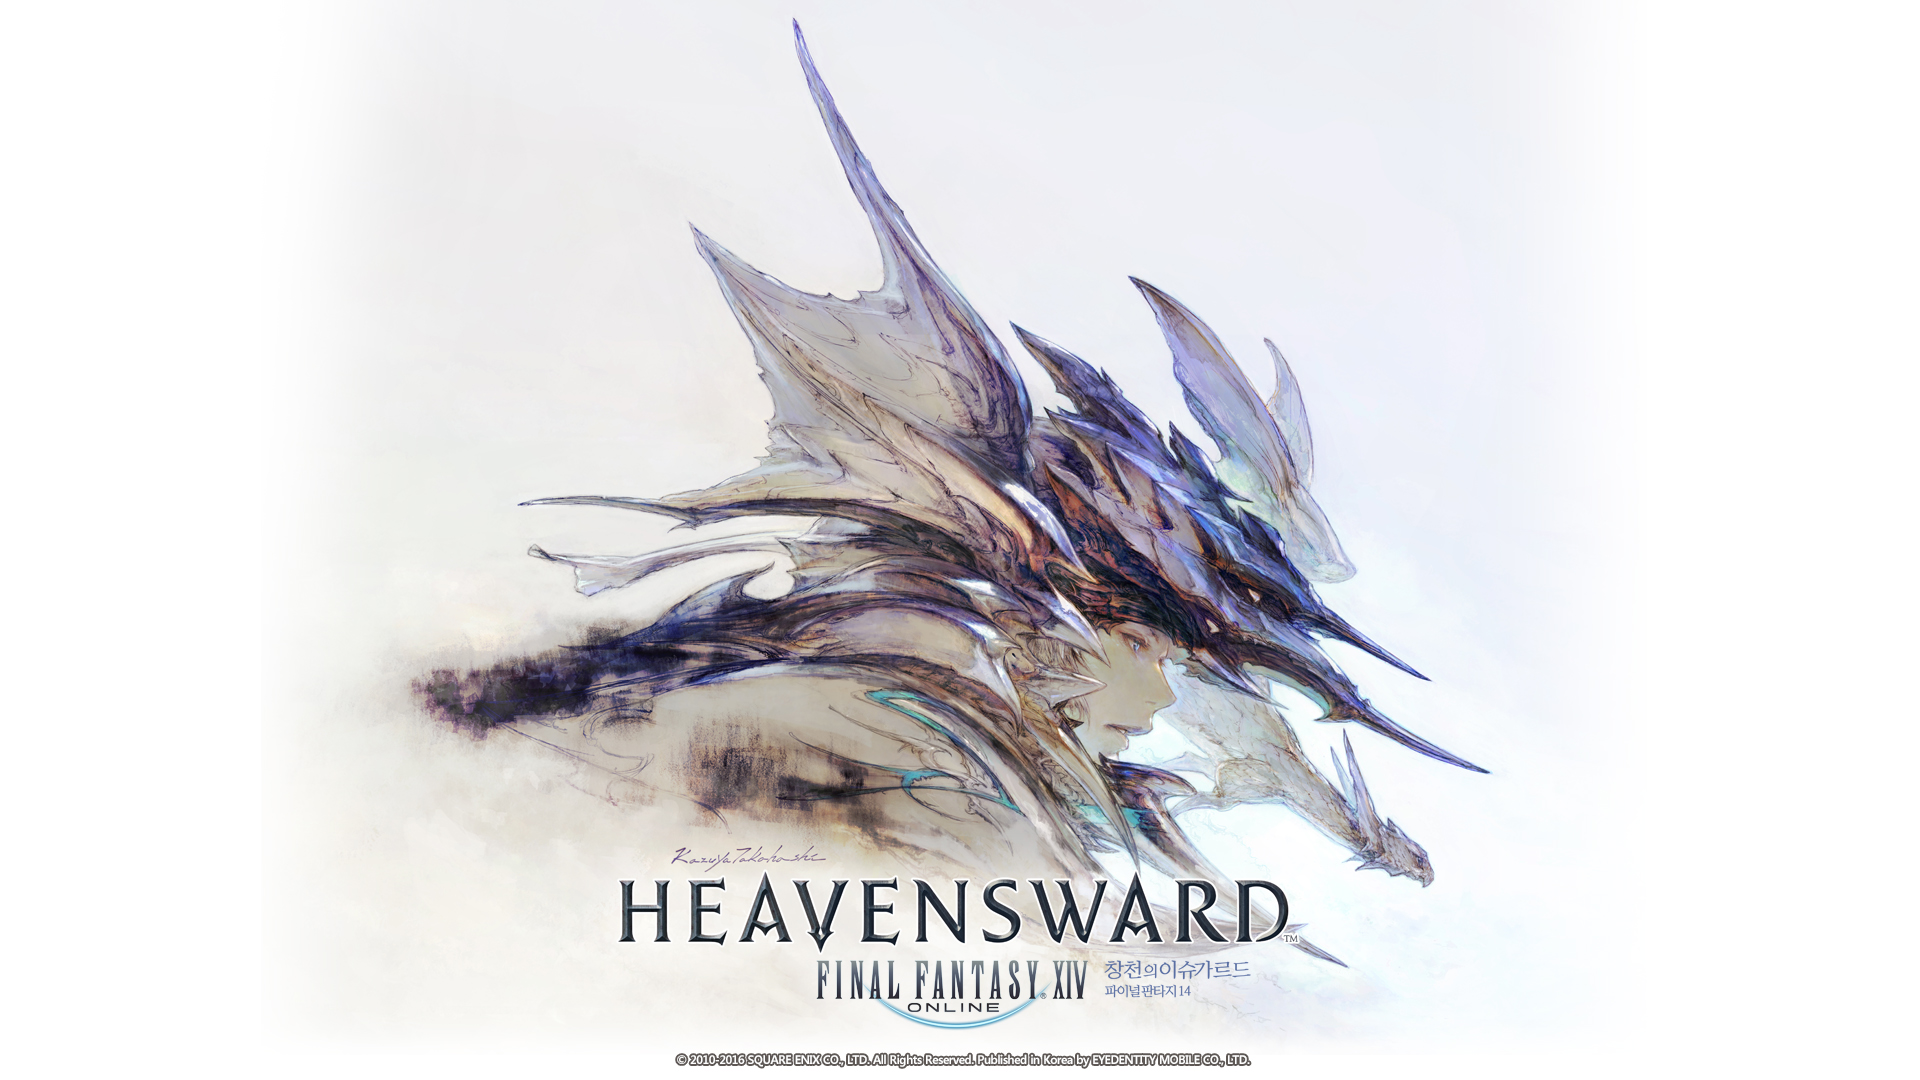 Kazuya Takahashi
HEAVENSWARD™
FINAL FANTASY® XIV
ONLINE
창천의 이슈가르드
파이널 판타지 14
© 2010-2016 SQUARE ENIX CO., LTD. All Rights Reserved. Published in Korea by EYEDENTITY MOBILE CO., LTD.